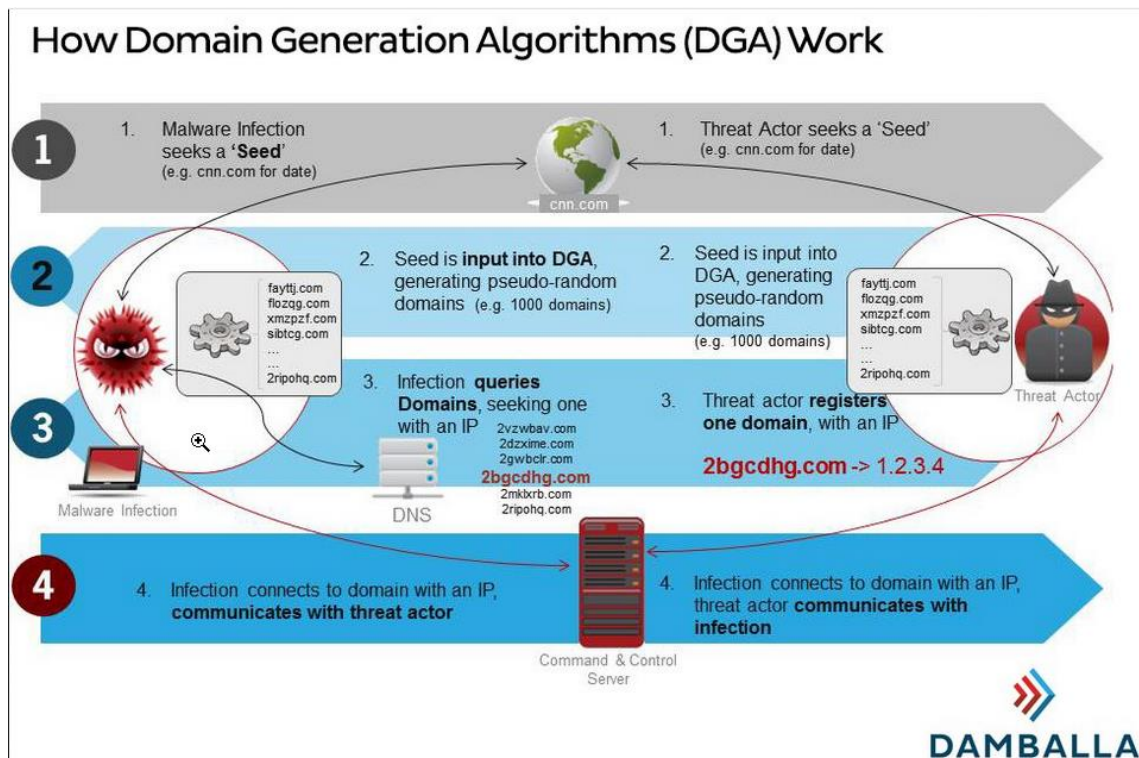 How Domain Generation Algorithms (DGA) Work
1
1. Malware Infection
seeks a ‘Seed’
(e.g. cnn.com for date)
cnn.com
1. Threat Actor seeks a ‘Seed’
(e.g. cnn.com for date)
2
fayttj.com
flozqg.com
xmzpzf.com
sibtcg.com
...
...
2ripohq.com
2. Seed is input into DGA,
generating pseudo-random
domains (e.g. 1000 domains)
2. Seed is input into
DGA, generating
pseudo-random
domains
(e.g. 1000 domains)
fayttj.com
flozqg.com
xmzpzf.com
sibtcg.com
...
...
2ripohq.com
Threat Actor
3
Malware Infection
3. Infection queries
Domains, seeking one
with an IP
2vzwbav.com
2dzxime.com
2gwbclr.com
2bgcdhg.com
2mklxrb.com
2ripohq.com
DNS
3. Threat actor registers
one domain, with an IP
2bgcdhg.com -> 1.2.3.4
4
4. Infection connects to domain with an IP,
communicates with threat actor
Command & Control
Server
4. Infection connects to domain with an IP,
threat actor communicates with
infection
DAMBALLA